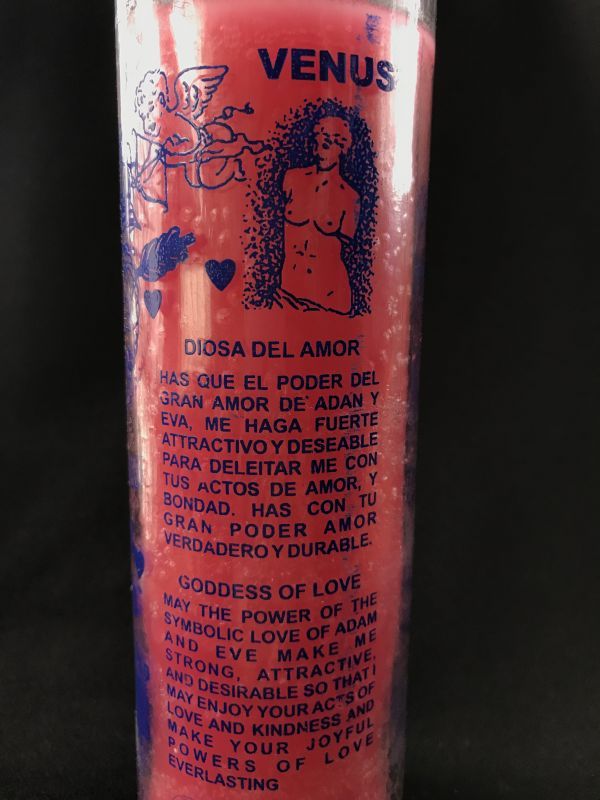 VENUS
DIOSA DEL AMOR
HAS QUE EL PODER DEL
GRAN AMOR DE ADAN Y
EVA, ME HAGA FUERTE
ATTRACTIVO Y DESEABLE
PARA DELEITAR ME CON
TUS ACTOS DE AMOR, Y
BONDAD. HAS CON TU
GRAN PODER AMOR
VERDADERO Y DURABLE.
GODDESS OF LOVE
MAY THE POWER OF THE
SYMBOLIC LOVE OF ADAM
AND EVE MAKE ME
STRONG, ATTRACTIVE,
AND DESIRABLE SO THAT I
MAY ENJOY YOUR ACTS OF
LOVE AND KINDNESS AND
MAKE YOUR JOYFUL
POWERS OF LOVE
EVERLASTING